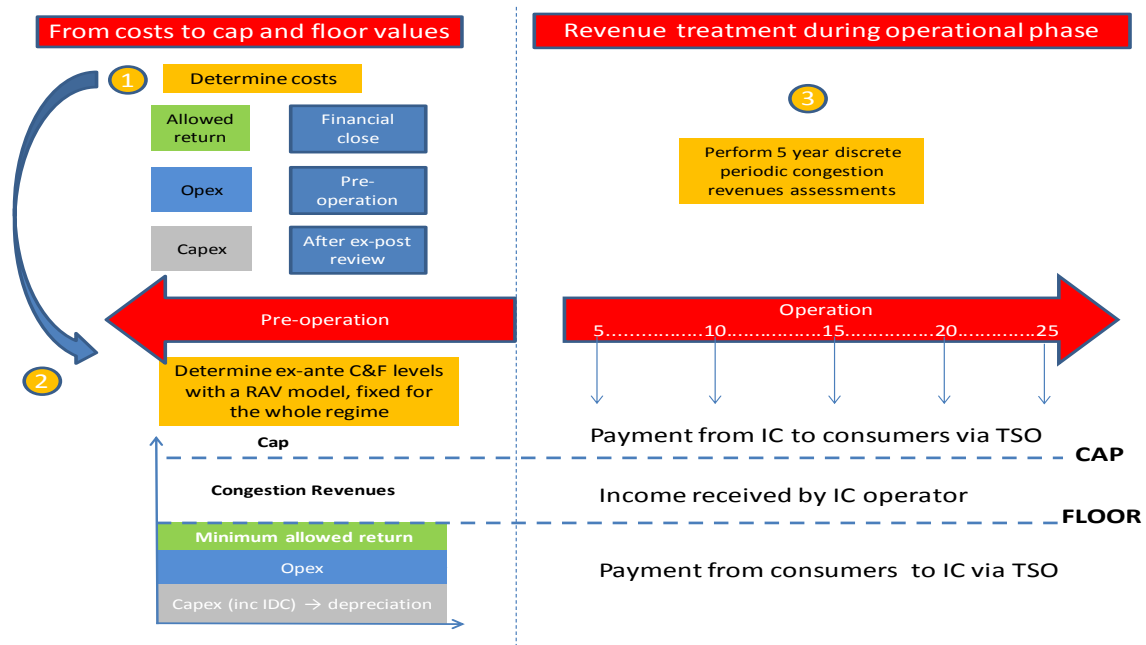 From costs to cap and floor values
1
Determine costs
Allowed
return
Financial
close
Opex
Pre-
operation
Capex
After ex-post
review
Pre-operation
2
Determine ex-ante C&F levels
with a RAV model, fixed for
the whole regime
Cap
Congestion Revenues
Minimum allowed return
Opex
Capex (inc IDC) → depreciation
Revenue treatment during operational phase
3
Perform 5 year discrete
periodic congestion
revenues assessments
Operation
5..................10.................15.................20.............25
Payment from IC to consumers via TSO
CAP
Income received by IC operator
FLOOR
Payment from consumers to IC via TSO